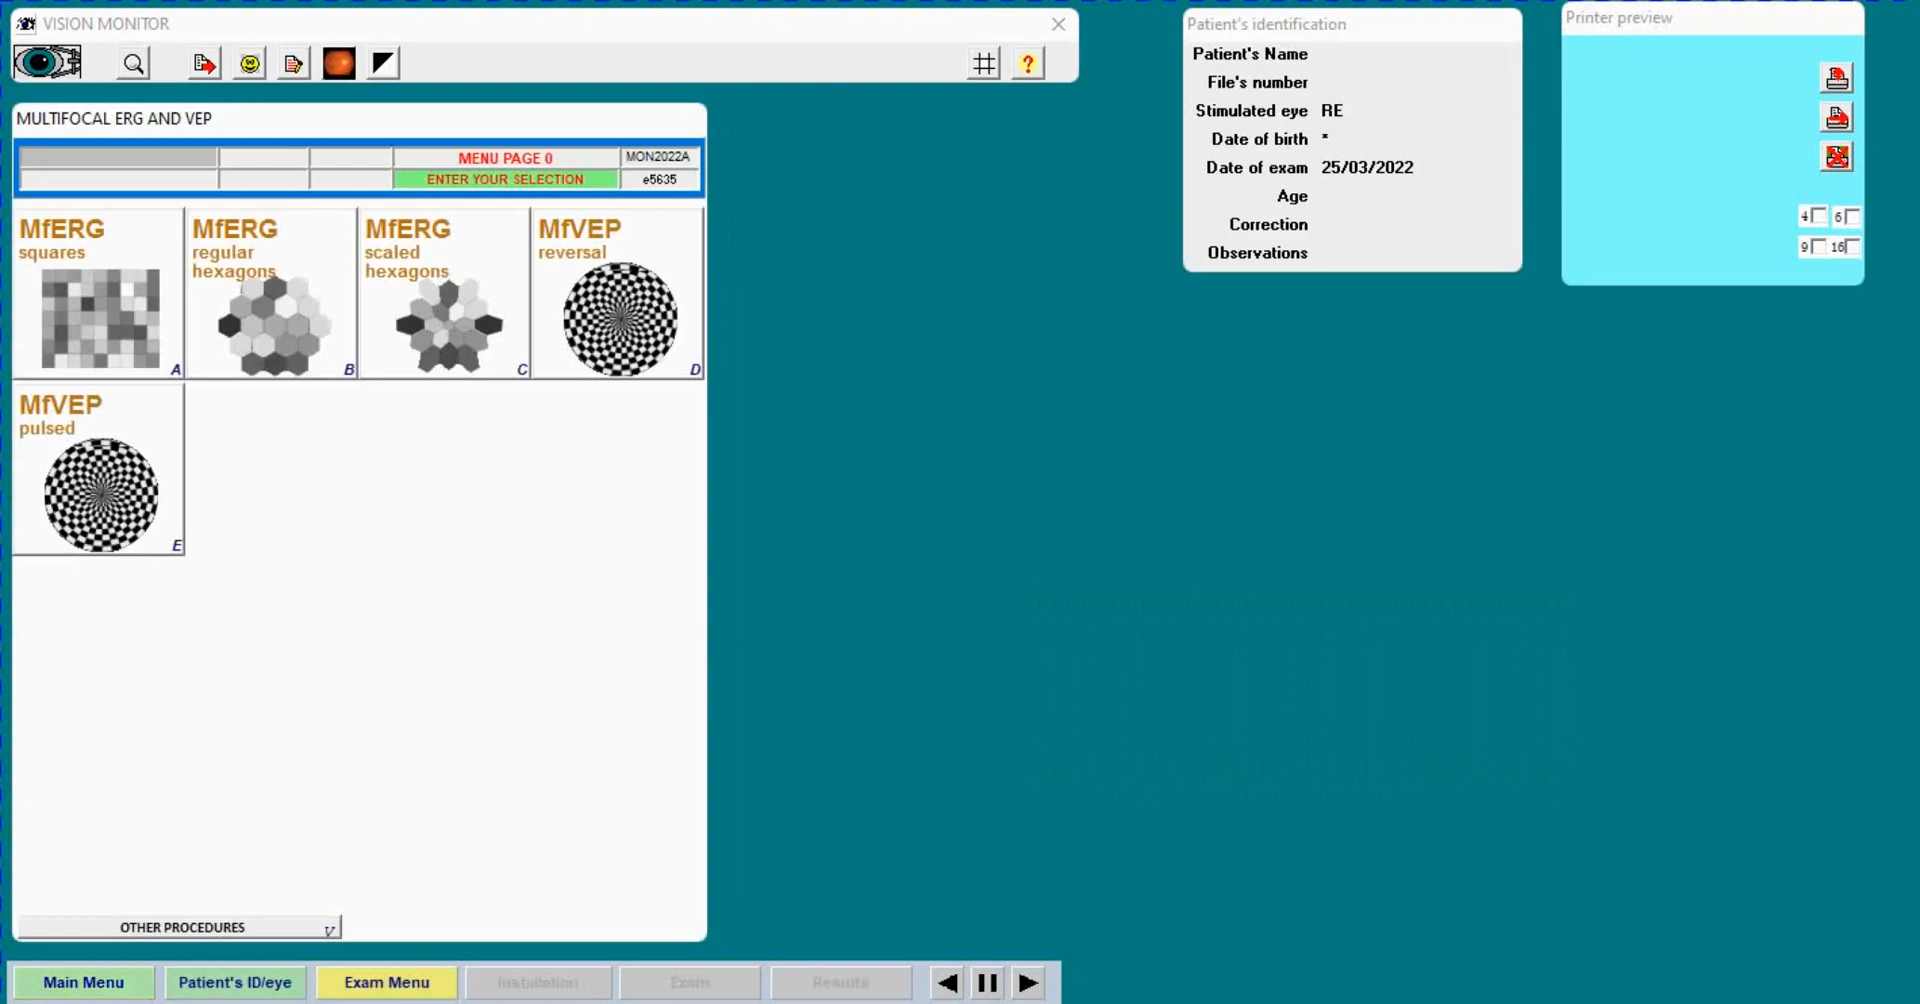 VISION MONITOR
MULTIFOCAL ERG AND VEP
MENU PAGE 0
MON2022A
ENTER YOUR SELECTION
e5635
MfERG
squares
A
MfERG
regular
hexagons
B
MfERG
scaled
hexagons
C
MfVEP
reversal
D
MfVEP
pulsed
E
OTHER PROCEDURES
V
Main Menu
Patient's ID/eye
Exam Menu
Installation
Exam
Results
Patient's identification
Patient's Name
File's number
Stimulated eye RE
Date of birth *
Date of exam 25/03/2022
Age
Correction
Observations
Printer preview
4 6
9 16